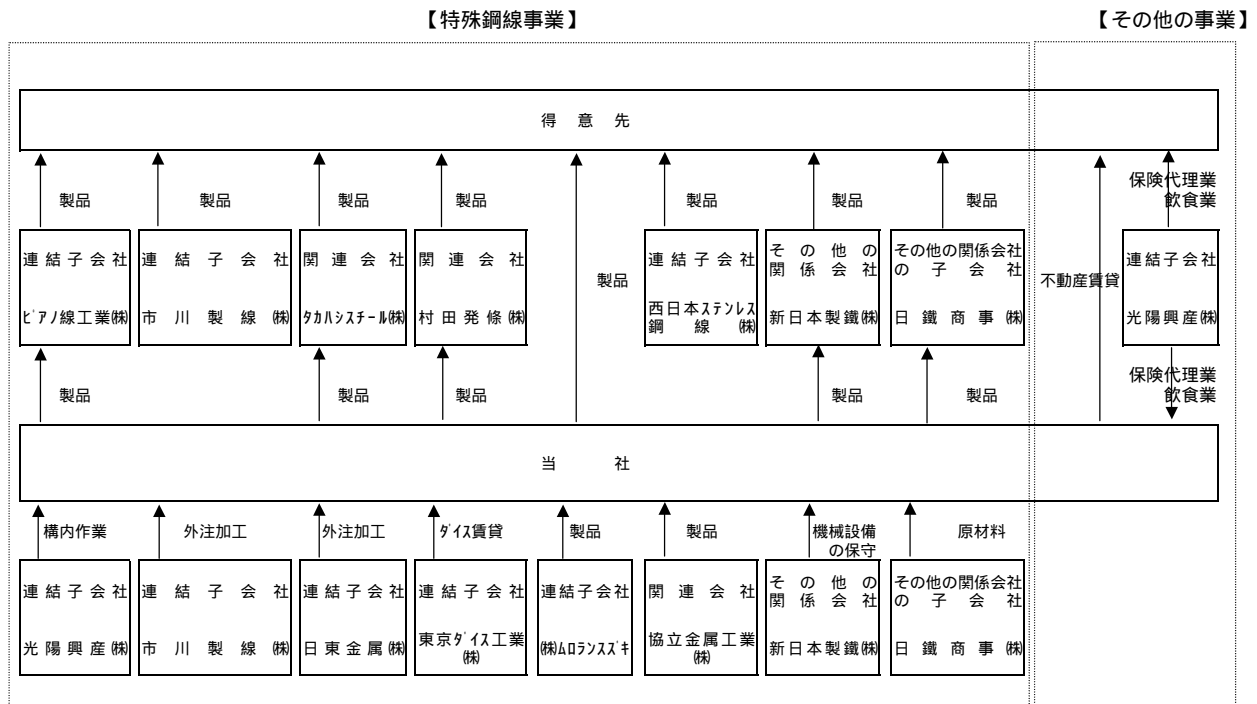 【特殊鋼線事業】
【その他の事業】
得意先
製品
製品
製品
製品
製品
製品
製品
保険代理業
飲食業
連結子会社
ﾋﾟｱﾉ線工業㈱
連結子会社
市川製線㈱
関連会社
ﾀｶﾊｼｽﾁｰﾙ㈱
関連会社
村田発條㈱
製品
連結子会社
西日本ｽﾃﾝﾚｽ
鋼線㈱
その他の
関係会社
新日本製鐵㈱
その他の関係会社
の子会社
日鐵商事㈱
不動産賃貸
連結子会社
光陽興産㈱
製品
製品
製品
製品
製品
保険代理業
飲食業
当社
構内作業
外注加工
外注加工
ﾀﾞｲｽ賃貸
製品
製品
機械設備
の保守
原材料
連結子会社
光陽興産㈱
連結子会社
市川製線㈱
連結子会社
日東金属㈱
連結子会社
東京ﾀﾞｲｽ工業
㈱
連結子会社
㈱ﾑﾛﾗﾝｽｽﾞｷ
関連会社
協立金属工業
㈱
その他の
関係会社
新日本製鐵㈱
その他の関係会社
の子会社
日鐵商事㈱